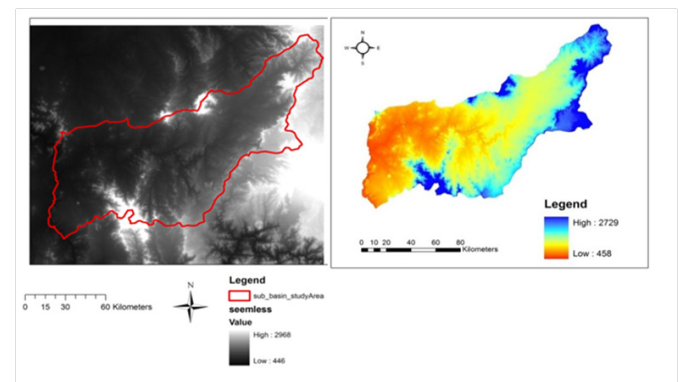 N
W E
S
Legend
High : 2729
Low : 458
0 10 20 40 60 80
Kilometers
N
0 15 30 60 Kilometers
Legend
sub_basin_studyArea
seemless
Value
High : 2968
Low : 446